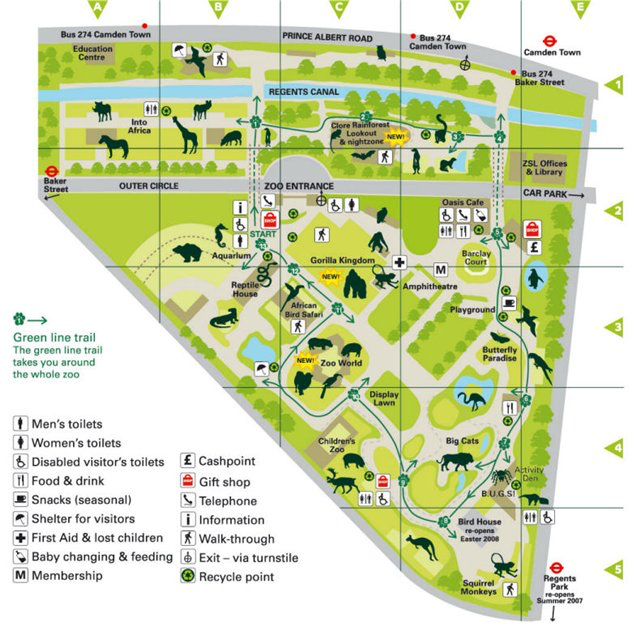 A B C D E
PRINCE ALBERT ROAD
Bus 274 Camden Town
Bus 274
Camden Town
Camden Town
Education
Centre
Bus 274
Baker Street
1
REGENTS CANAL
Into
Africa
Clore Rainforest
Lookout
& nightzone
NEW!
ZSL Offices
& Library
Baker
Street
OUTER CIRCLE
ZOO ENTRANCE
CAR PARK
2
Oasis Cafe
i
SHOP
START
SHOP
£
Aquarium
Barclay
Court
Gorilla Kingdom
NEW!
M
Amphitheatre
Reptile
House
African
Bird Safari
Playground
3
Green line trail
The green line trail
takes you around
the whole zoo
NEW!
Zoo World
Butterfly
Paradise
Display
Lawn
Men's toilets
Women's toilets
Disabled visitor's toilets
Food & drink
Snacks (seasonal)
Shelter for visitors
First Aid & lost children
Baby changing & feeding
M Membership
£ Cashpoint
SHOP Gift shop
Telephone
i Information
Walk-through
Exit – via turnstile
Recycle point
Children's
Zoo
SHOP
Big Cats
4
Activity
Den
B.U.G.S!
Bird House
re-opens
Easter 2008
Squirrel
Monkeys
Regents
Park
re-opens
Summer 2007
5